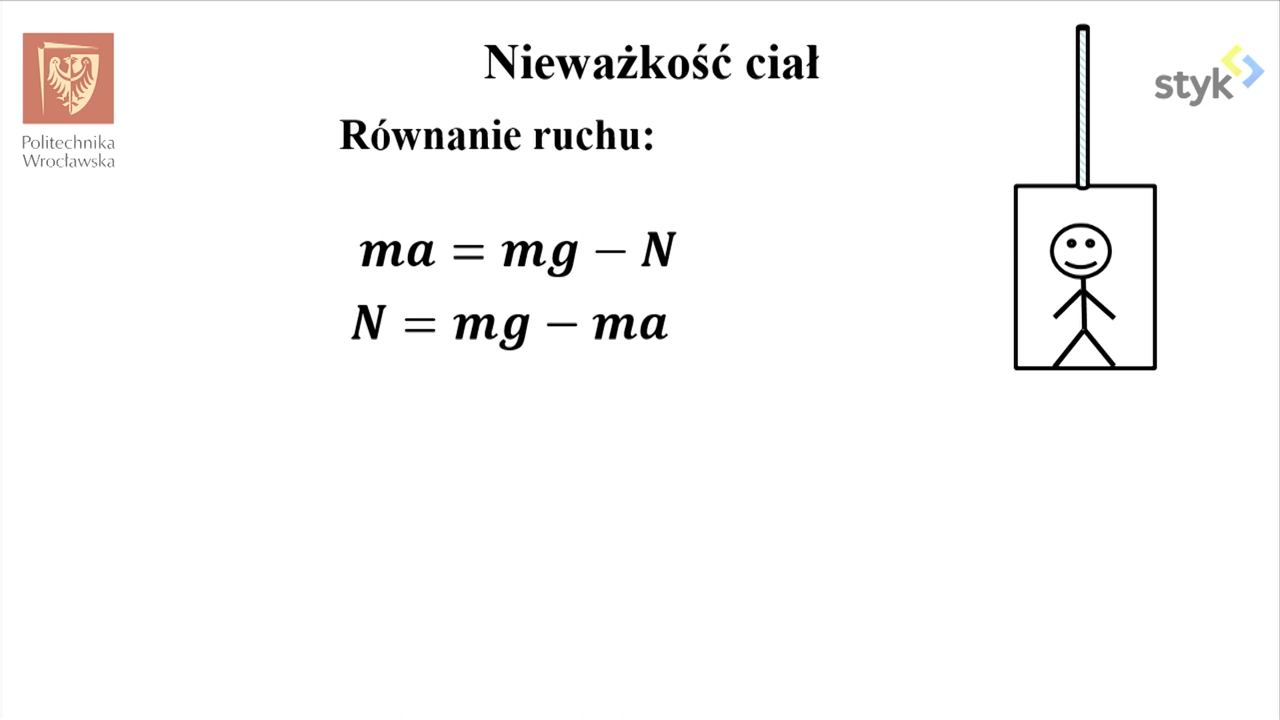 Nieważkość ciał
Równanie ruchu:
ma = mg − N
N = mg − ma
Politechnika
Wrocławska
styk